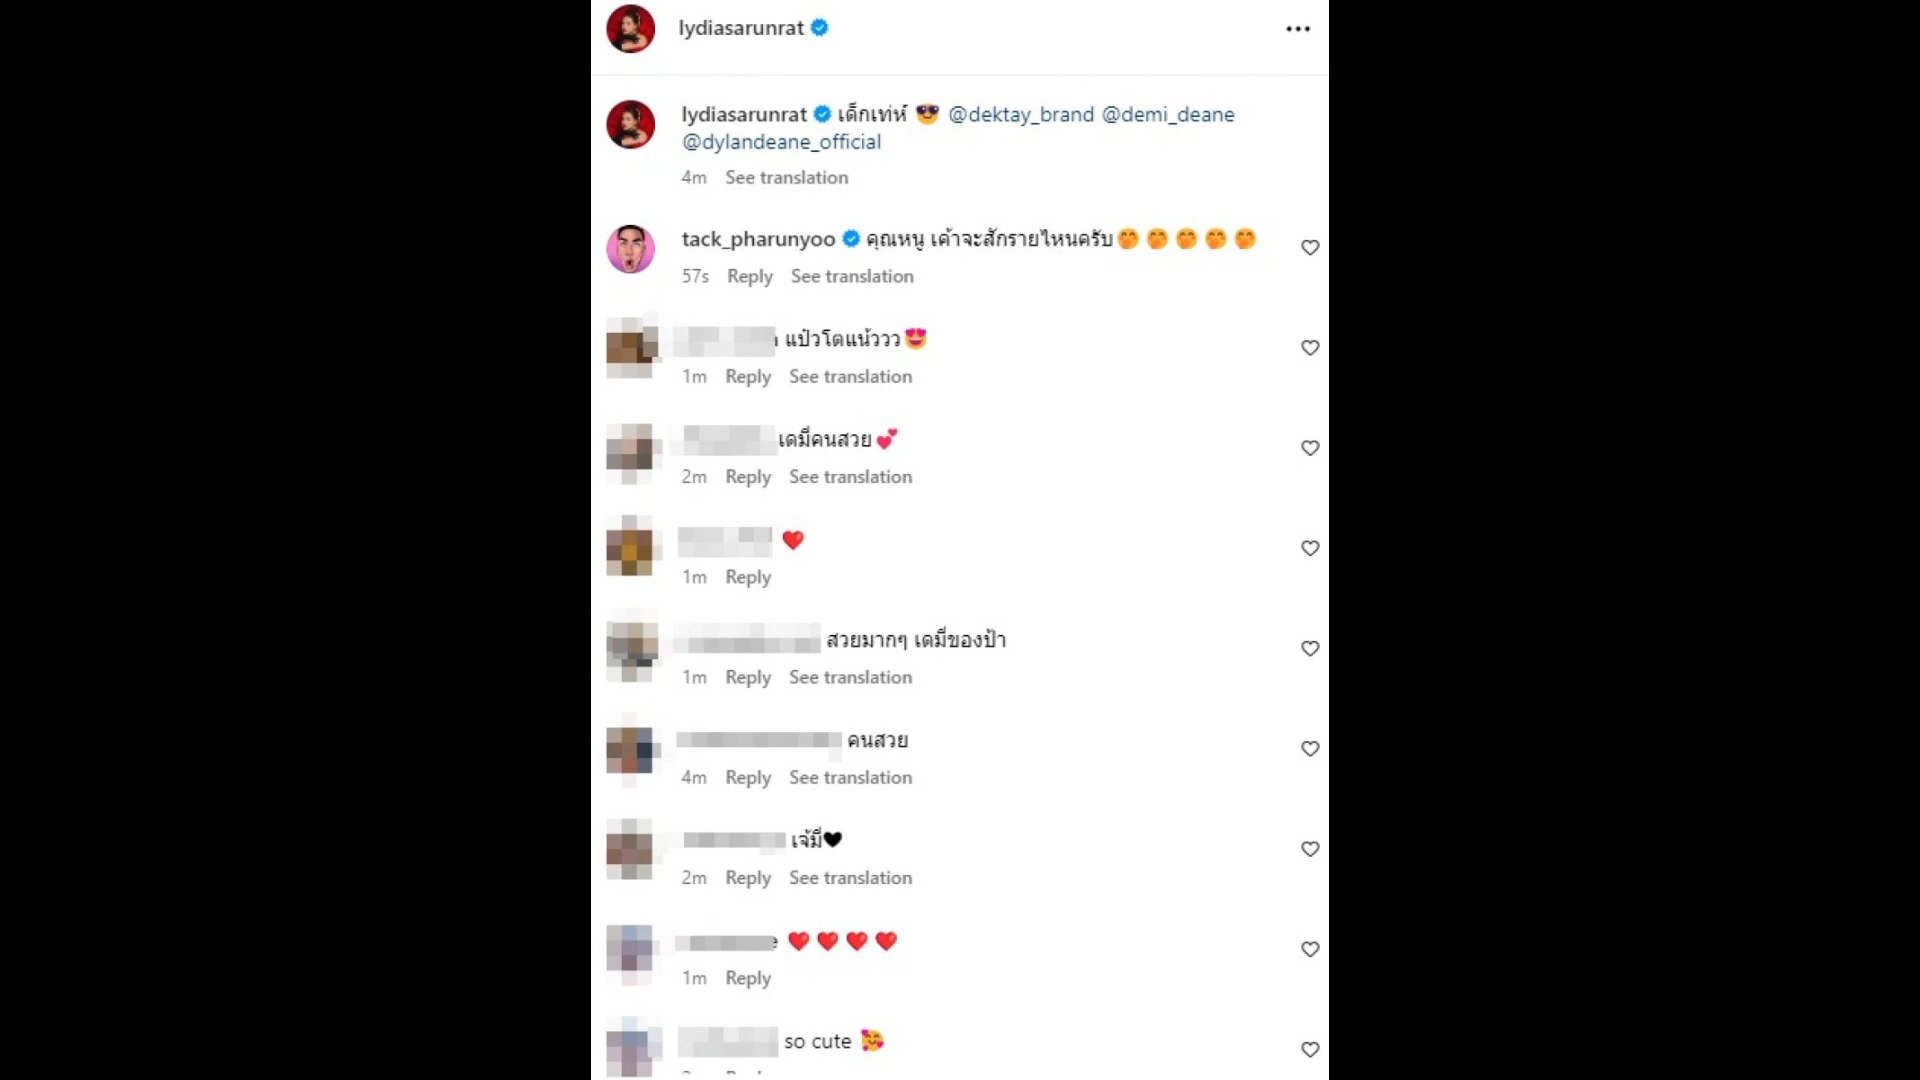 lydiasarunrat
lydiasarunrat เด็กเท่ห์ 😎 @dektay_brand @demi_deane
@dylandeane_official
4m See translation
tack_pharunyoo คุณหนู เค้าจะสักรายไหนครับ🤭🤭🤭🤭🤭
57s Reply See translation
แป๋วโตแน้ววว😍
1m Reply See translation
เดมี่คนสวย💕
2m Reply See translation
❤️
1m Reply
สวยมากๆ เดมี่ของป้า
1m Reply See translation
คนสวย
4m Reply See translation
เจ้มี่🖤
2m Reply See translation
❤️❤️❤️❤️
1m Reply
so cute 🥰